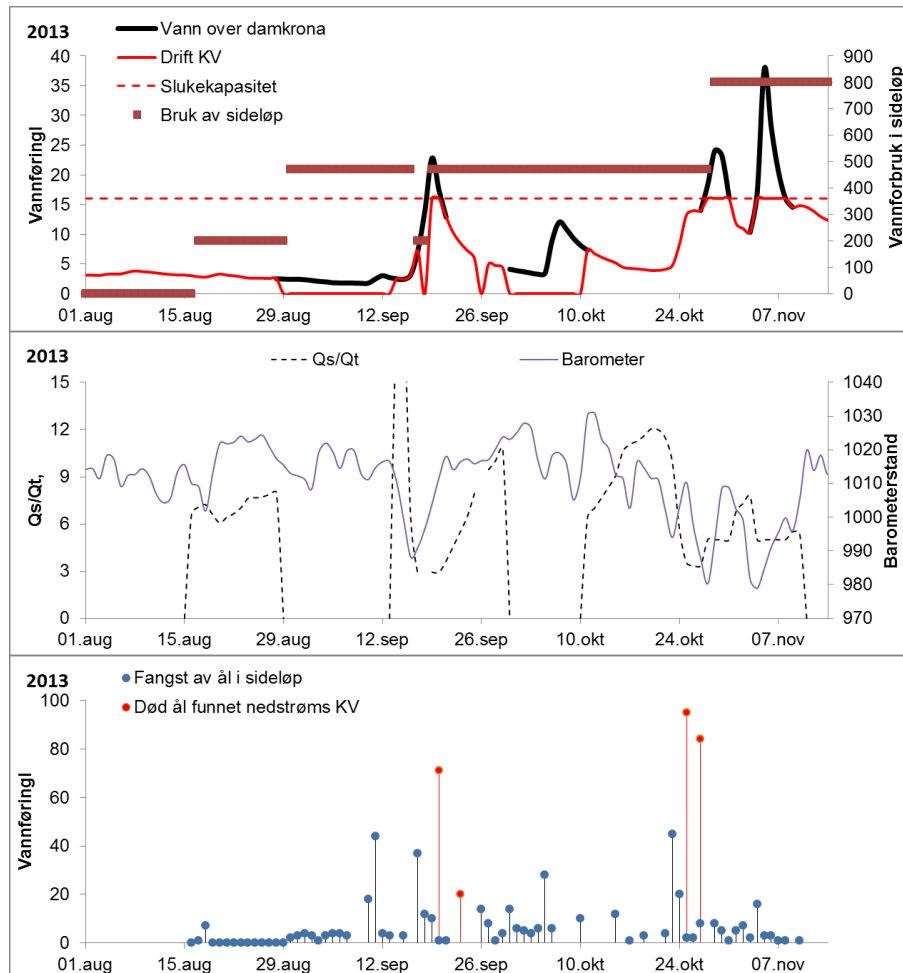 2013
Vann over damkrona
Drift KV
Slukekapasitet
Bruk av sideløp
40
35
30
25
20
15
10
5
0
Vannføringl
900
800
700
600
500
400
300
200
100
0
Vannforbruk i sideløp
01.aug 15.aug 29.aug 12.sep 26.sep 10.okt 24.okt 07.nov
2013
Qs/Qt
Barometer
15
12
9
6
3
0
Qs/Qt,
1040
1030
1020
1010
1000
990
980
970
Barometerstand
01.aug 15.aug 29.aug 12.sep 26.sep 10.okt 24.okt 07.nov
2013
Fangst av ål i sideløp
Død ål funnet nedstrøms KV
100
80
60
40
20
0
Vannføringl
01.aug 15.aug 29.aug 12.sep 26.sep 10.okt 24.okt 07.nov